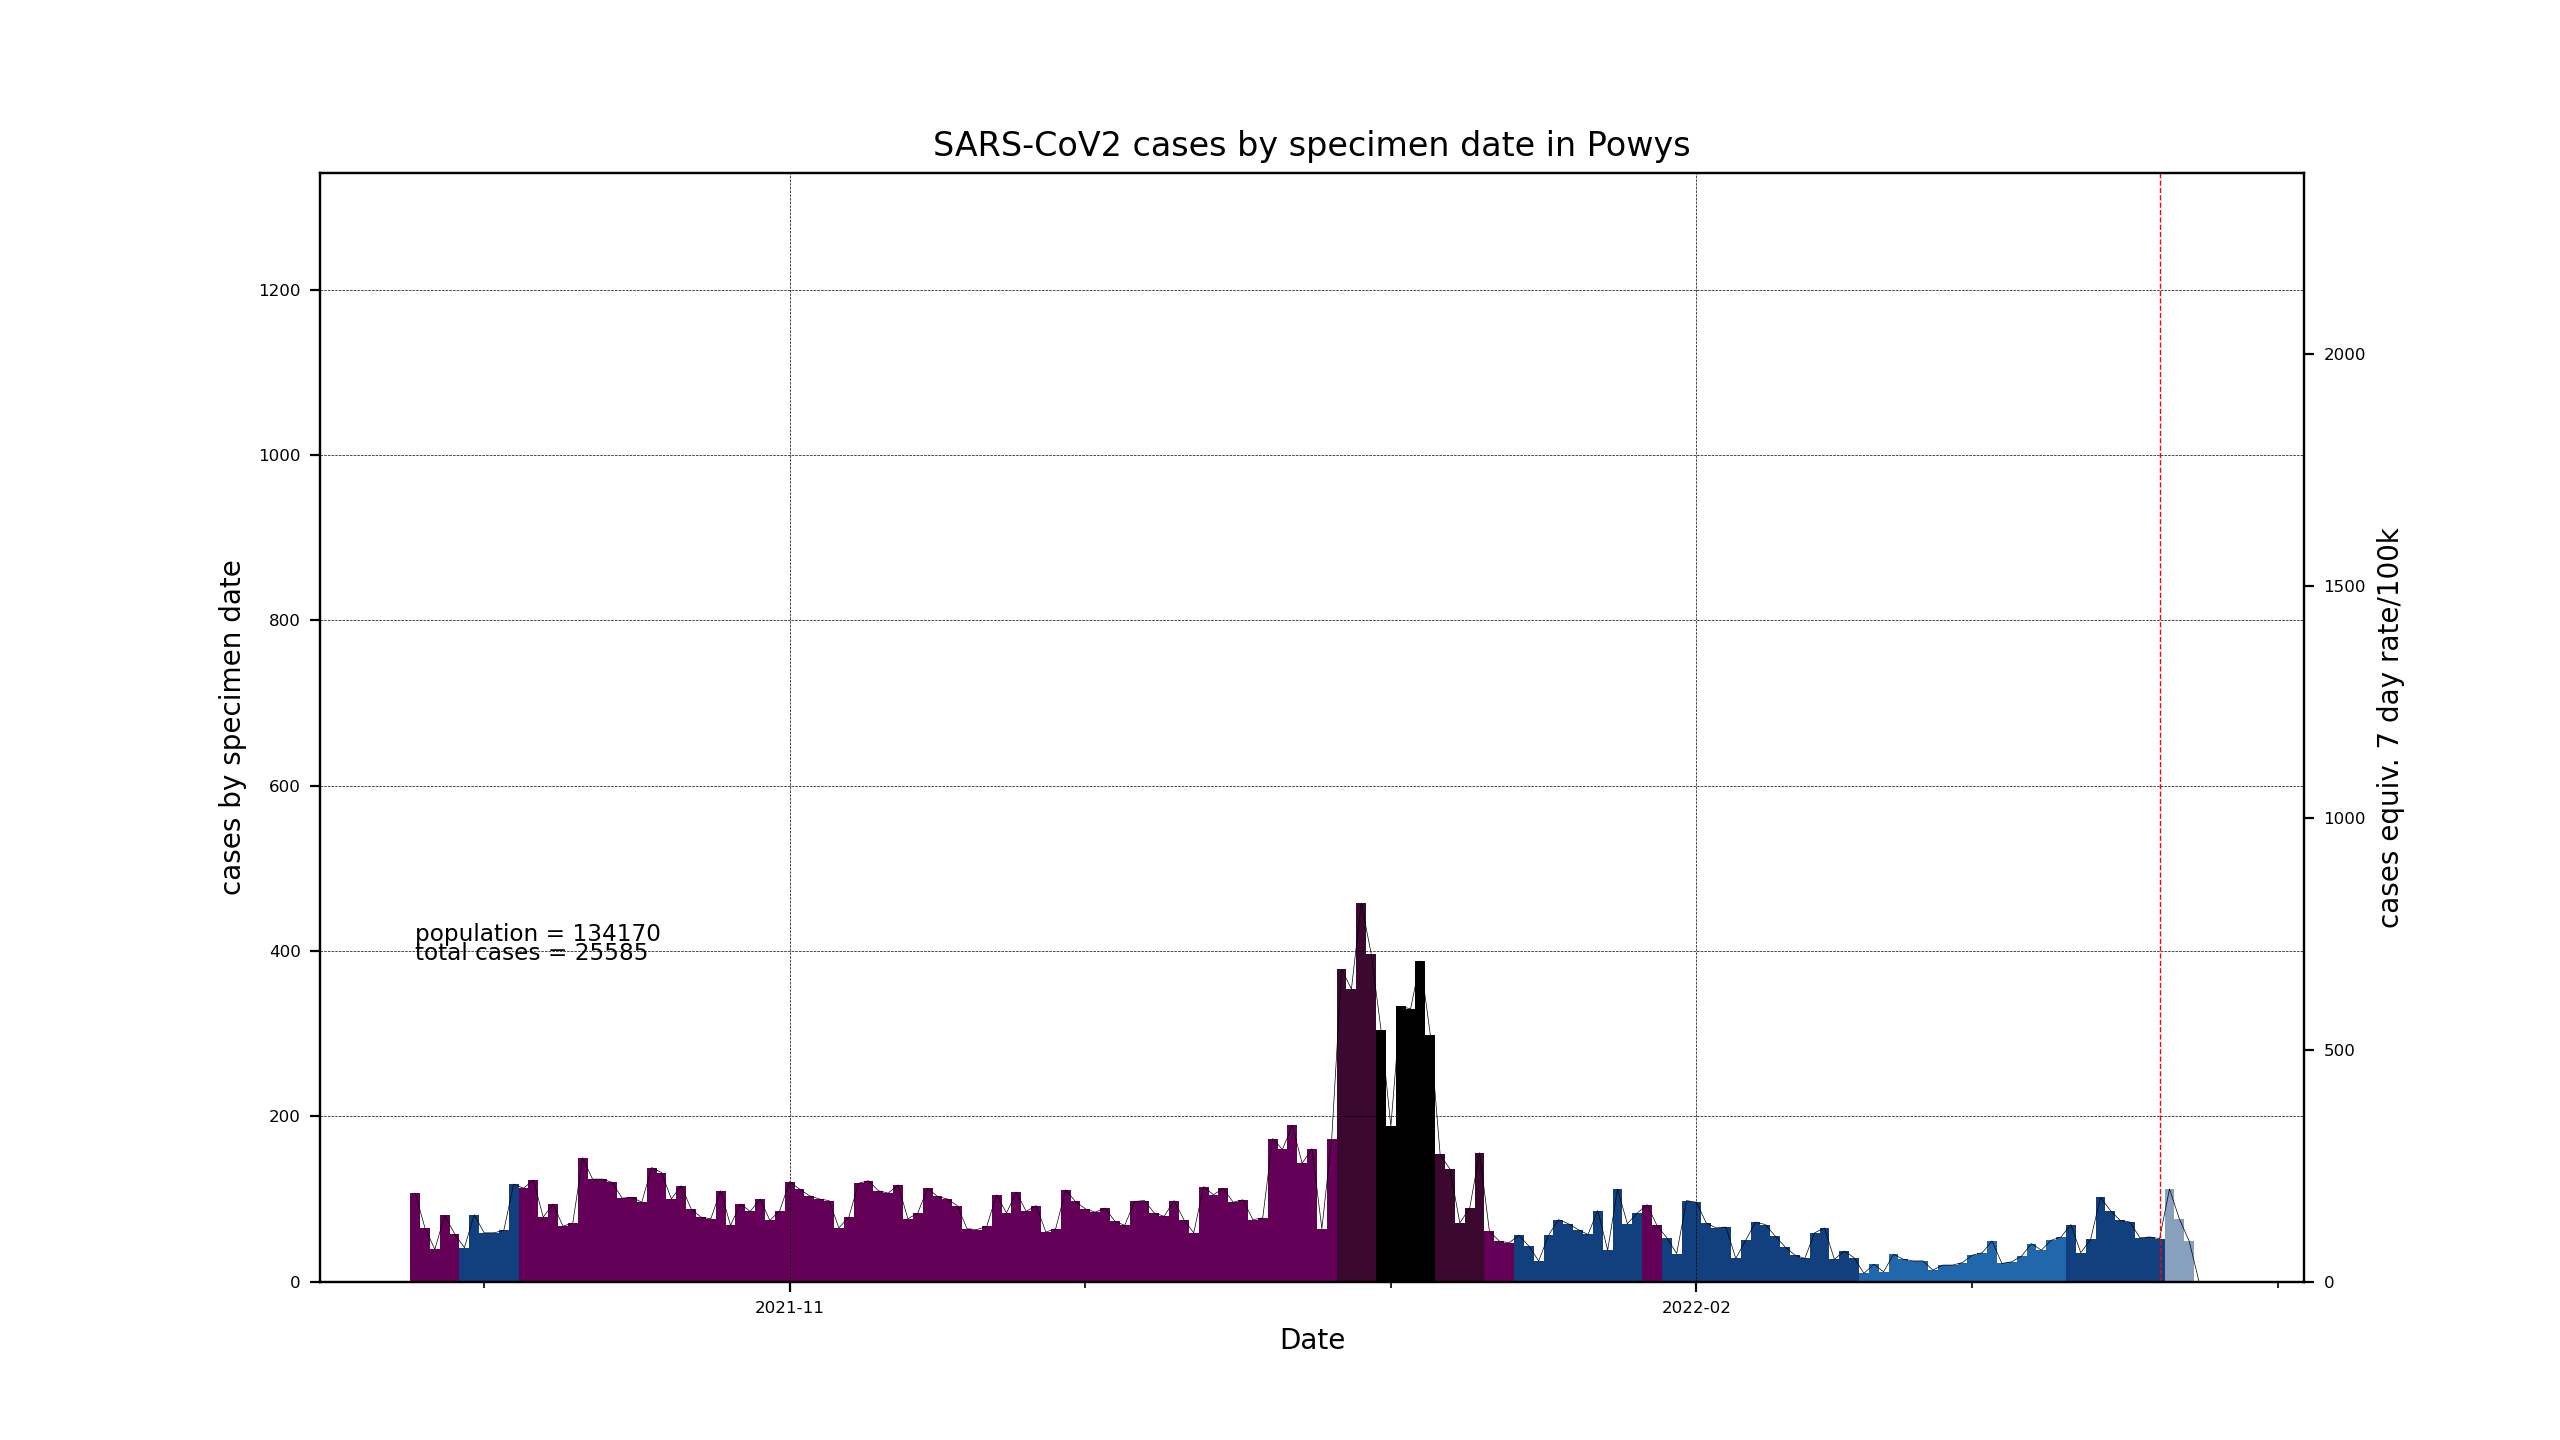 SARS-CoV2 cases by specimen date in Powys
cases by specimen date
1200
1000
800
600
400
200
0
population = 134170
total cases = 25585
2000
1500
1000
500
0
cases equiv. 7 day rate/100k
2021-11
2022-02
Date